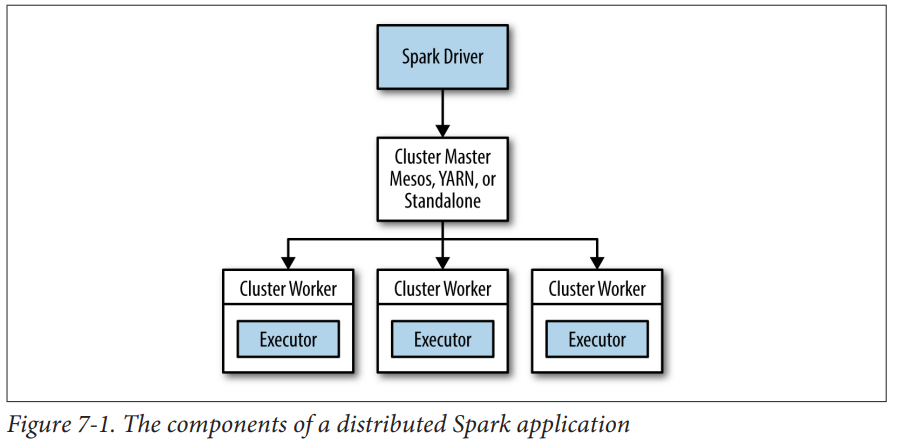 Spark Driver
Cluster Master
Mesos, YARN, or
Standalone
Cluster Worker
Executor
Cluster Worker
Executor
Cluster Worker
Executor
Figure 7-1. The components of a distributed Spark application